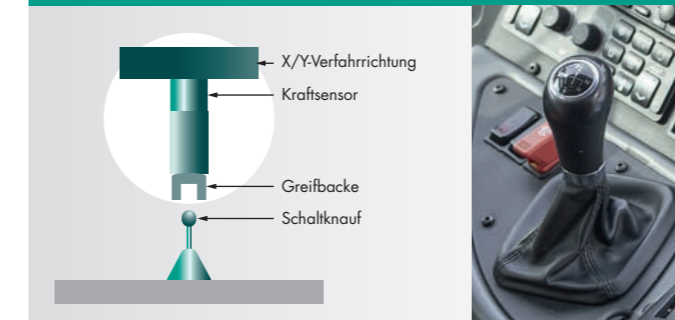 X/Y-Verfahrrichtung
Kraftsensor
Greifbacke
Schaltknauf